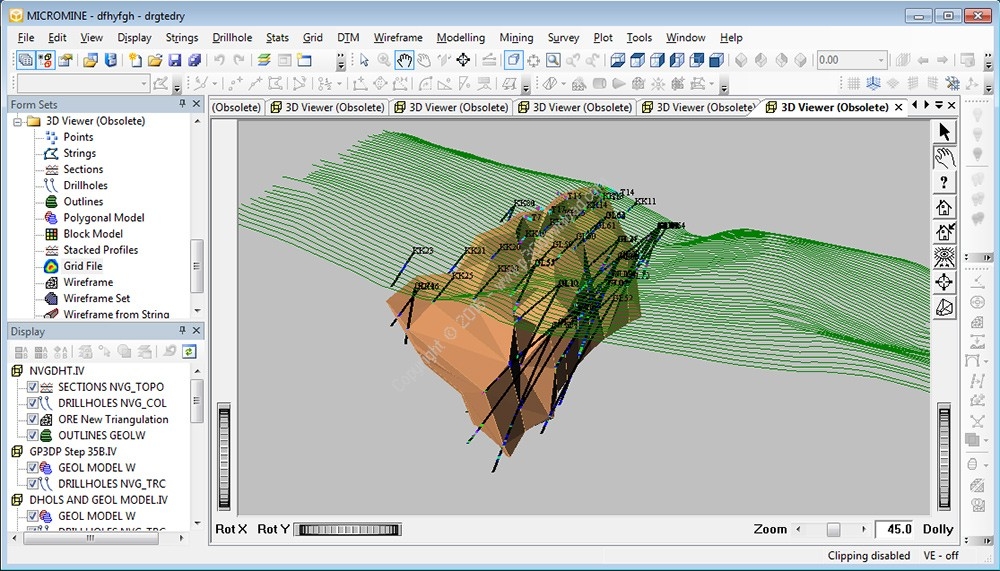 MICROMINE - dfhyfgh - drgtedry
File Edit View Display Strings Drillhole Stats Grid DTM Wireframe Modelling Mining Survey Plot Tools Window Help
0.00
Form Sets
(Obsolete) 3D Viewer (Obsolete) 3D Viewer (Obsolete) 3D Viewer (Obsolete) 3D Viewer (Obsolete) 3D Viewer (Obsolete)
3D Viewer (Obsolete)
Points
Strings
Sections
Drillholes
Outlines
Polygonal Model
Block Model
Stacked Profiles
Grid File
Wireframe
Wireframe Set
Wireframe from String
Display
NVGDHT.IV
SECTIONS NVG_TOPO
DRILLHOLES NVG_COL
ORE New Triangulation
OUTLINES GEOLW
GP3DP Step 35B.IV
GEOL MODEL W
DRILLHOLES NVG_TRC
DHOLS AND GEOL MODEL.IV
GEOL MODEL W
DRILLHOLES NVG_TRC
T14
KK11
KK23
KK21
KK25
Copyright ©
Rot X Rot Y Zoom 45.0 Dolly
Clipping disabled VE - off